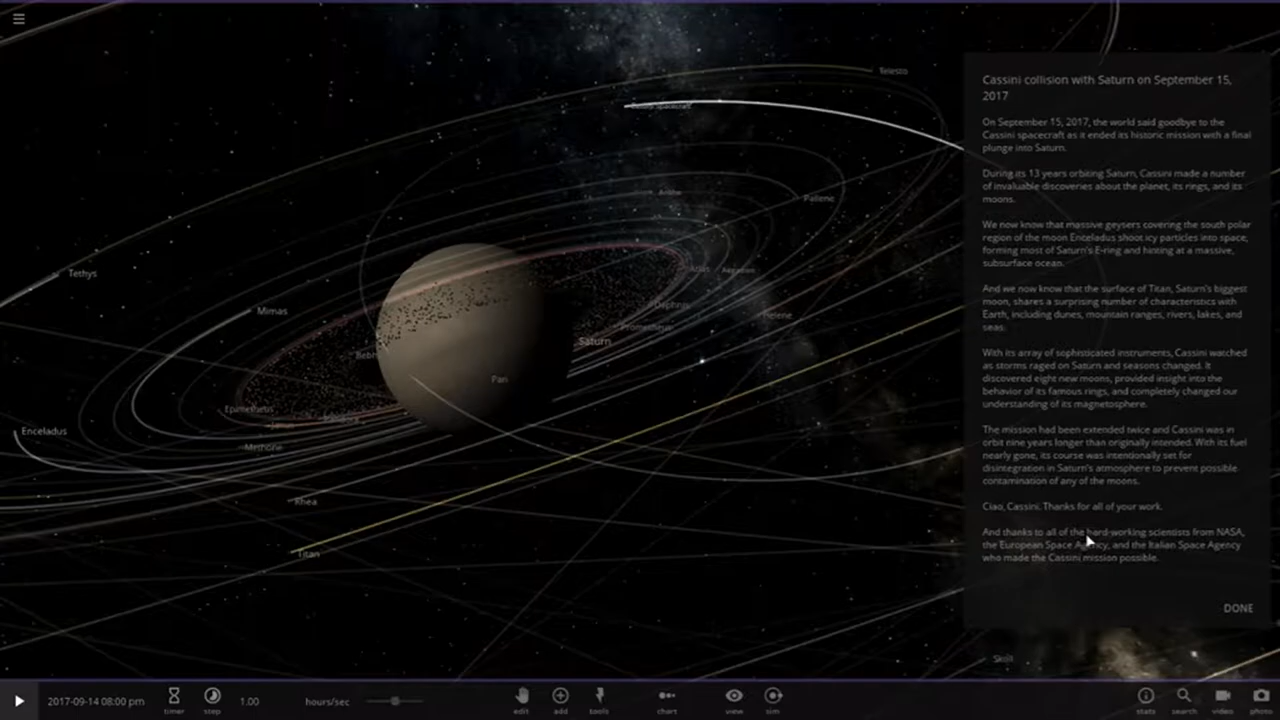 Telesto
Cassini collision with Saturn on September 15,
2017
On September 15, 2017, the world said goodbye to the
Cassini spacecraft as it ended its historic mission with a final
plunge into Saturn.
During its 13 years orbiting Saturn, Cassini made a number
of invaluable discoveries about the planet, its rings, and its
moons.
We now know that massive geysers covering the south polar
region of the moon Enceladus shoot icy particles into space,
forming most of Saturn's E-ring and hinting at a massive,
subsurface ocean.
And we now know that the surface of Titan, Saturn's biggest
moon, shares a surprising number of characteristics with
Earth, including dunes, mountain ranges, rivers, lakes, and
seas.
With its array of sophisticated instruments, Cassini watched
as storms raged on Saturn and seasons changed. It
discovered eight new moons, provided insight into the
behavior of its famous rings, and completely changed our
understanding of its magnetosphere.
The mission had been extended twice and Cassini was in
orbit nine years longer than originally intended. With its fuel
nearly gone, its course was intentionally set for
disintegration in Saturn's atmosphere to prevent possible
contamination of any of the moons.
Ciao, Cassini. Thanks for all of your work.
And thanks to all of the hard-working scientists from NASA,
the European Space Agency, and the Italian Space Agency
who made the Cassini mission possible.
DONE
Pallene
Tethys
Atlas
Aegaeon
Daphnis
Mimas
Helene
Prometheus
Saturn
Pan
Epimetheus
Enceladus
Methone
Rhea
Titan
Skoll
2017-09-14 08:00 pm
timer
step
1.00
hours/sec
edit
add
tools
chart
view
sim
stats
search
video
photo